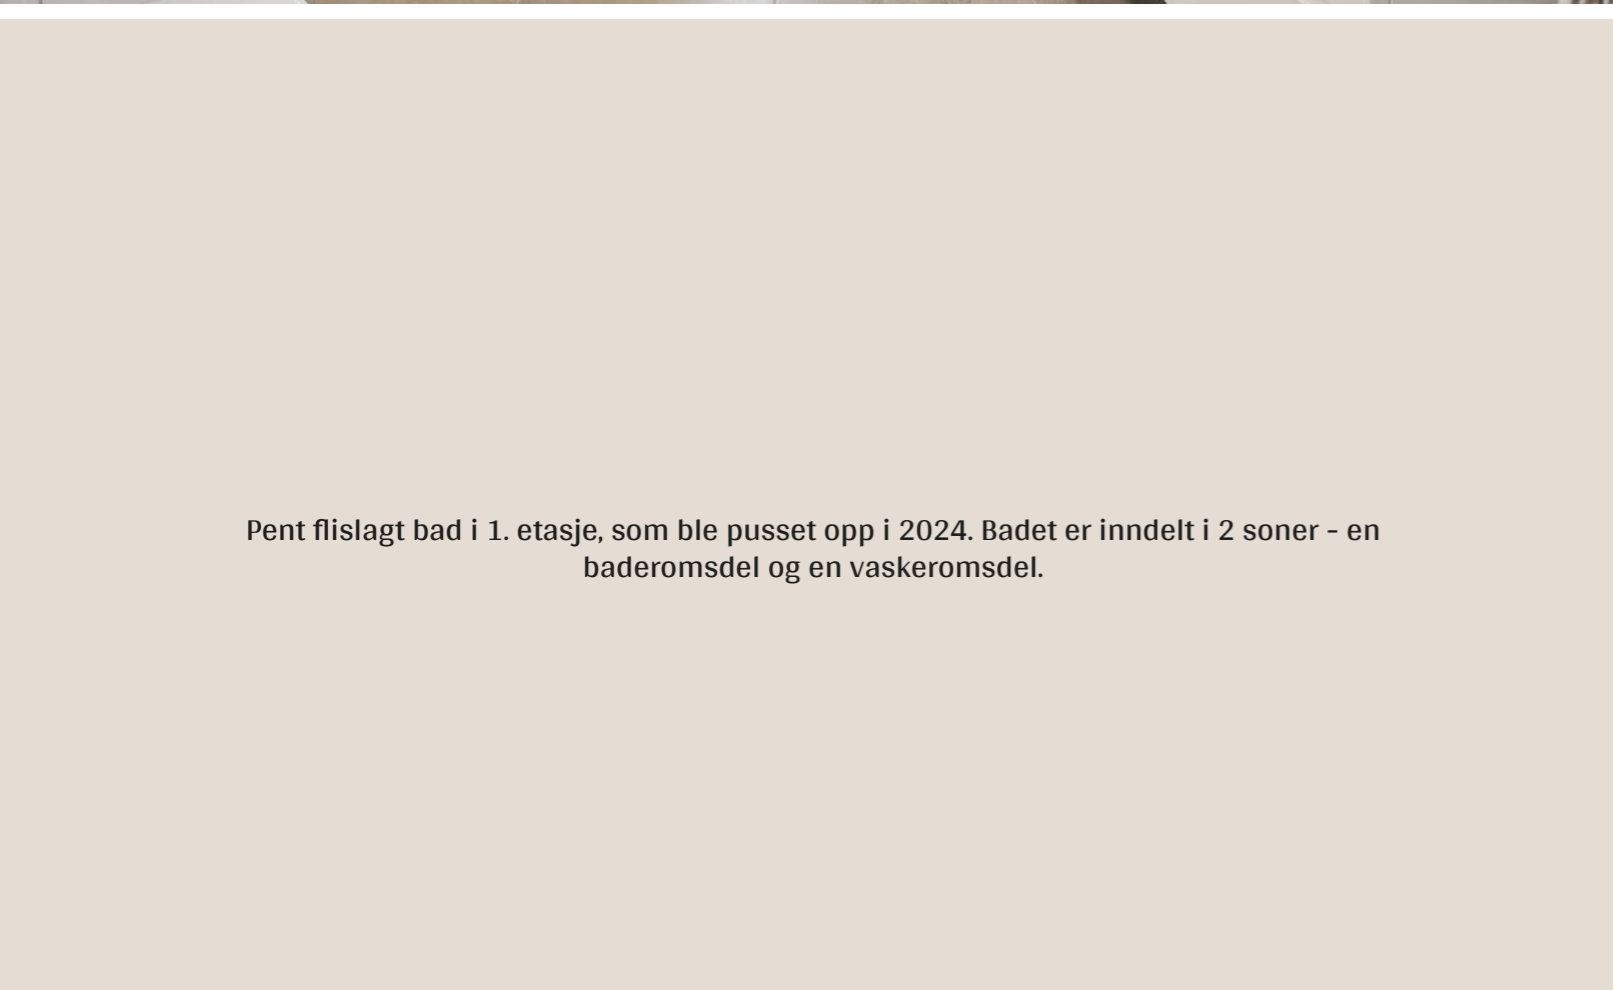 Pent flislagt bad i 1. etasje, som ble pusset opp i 2024. Badet er inndelt i 2 soner - en
baderomsdel og en vaskeromsdel.